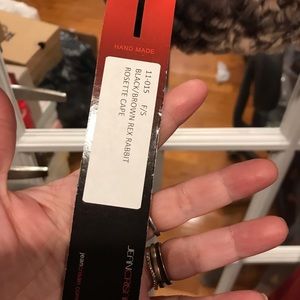 HAND MADE
11-015 F/S
BLACK/BROWN REX RABBIT
ROSETTE CAPE